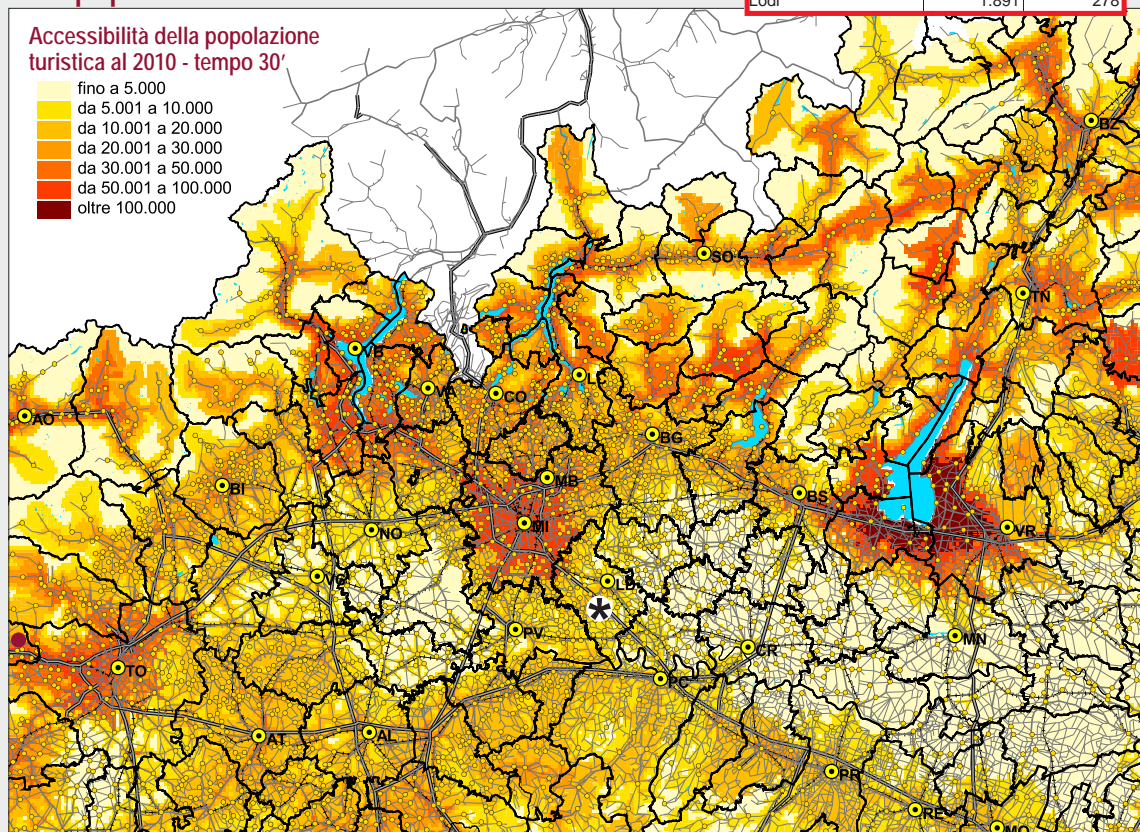 Lodi 1.891 278
Accessibilità della popolazione
turistica al 2010 - tempo 30'
fino a 5.000
da 5.001 a 10.000
da 10.001 a 20.000
da 20.001 a 30.000
da 30.001 a 50.000
da 50.001 a 100.000
oltre 100.000
BZ
SO
TN
VA
CO
AO
BG
BI
MB
BS
MI
NO
VR
VC
PV
MN
CR
TO
PC
AT
AL
PR
RE